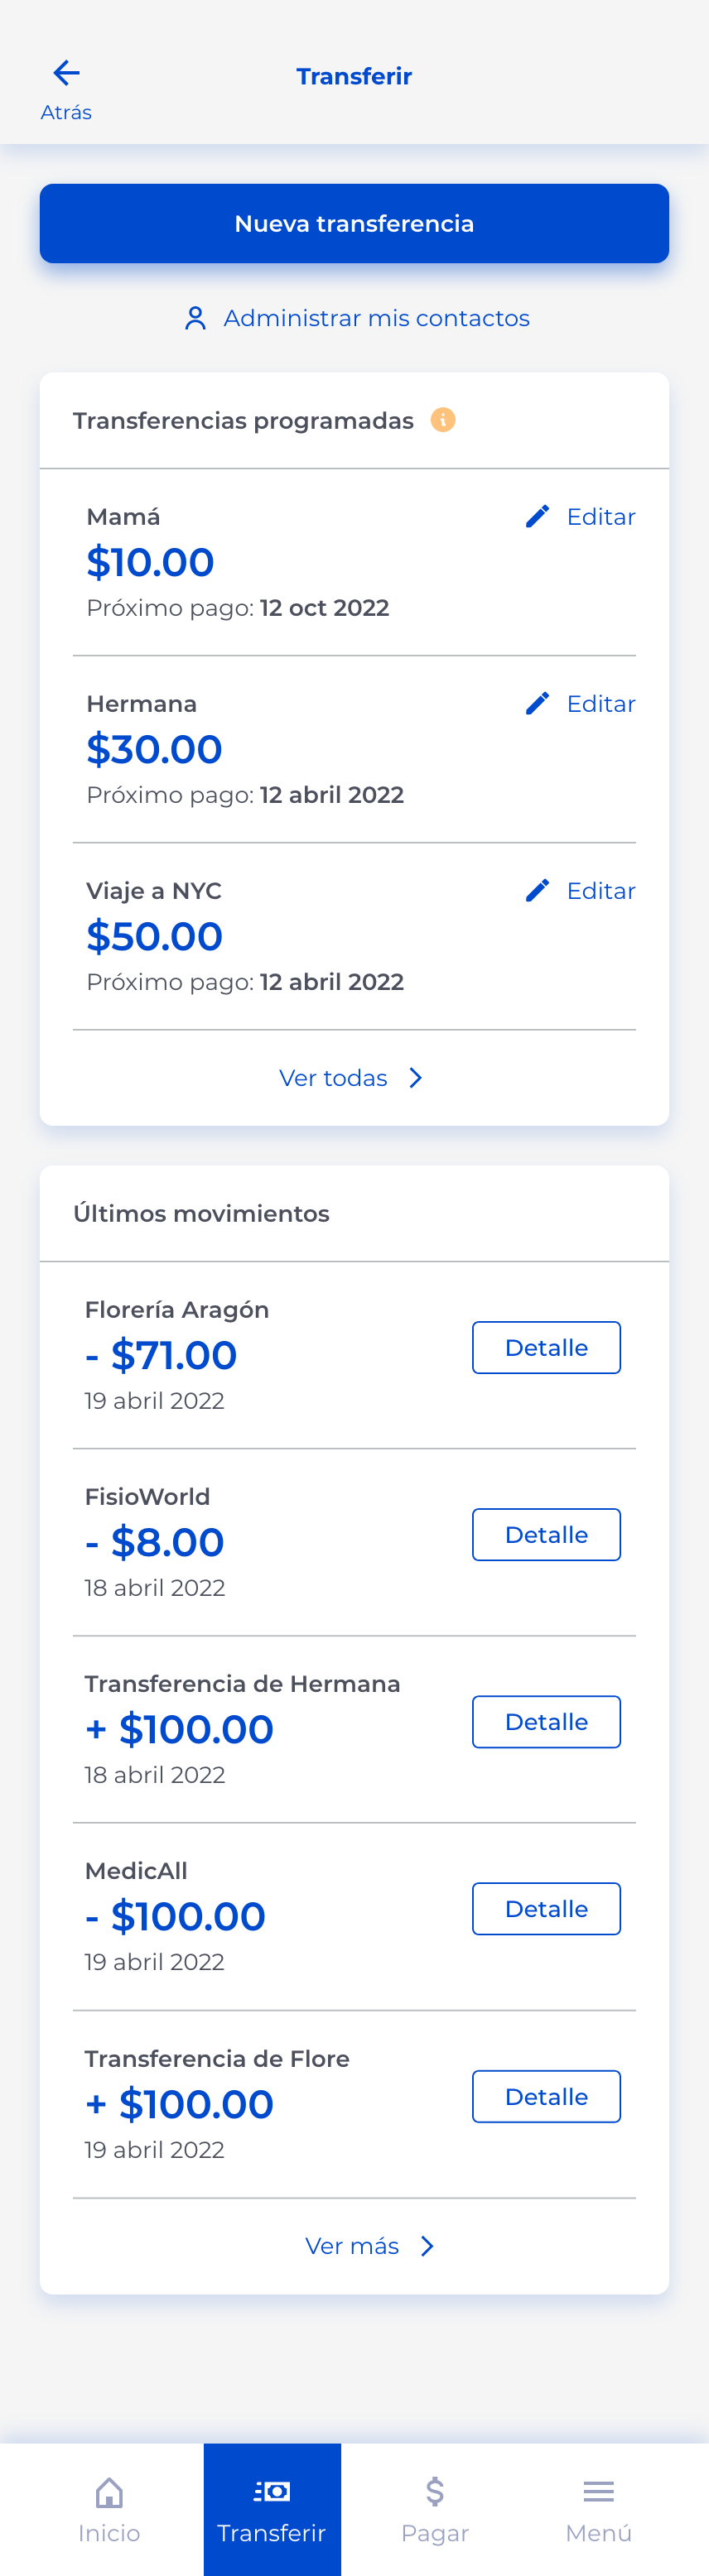 Transferir
Atrás
Nueva transferencia
Administrar mis contactos
Transferencias programadas
Mamá
Editar
$10.00
Próximo pago: 12 oct 2022
Hermana
Editar
$30.00
Próximo pago: 12 abril 2022
Viaje a NYC
Editar
$50.00
Próximo pago: 12 abril 2022
Ver todas
Últimos movimientos
Florería Aragón
- $71.00
Detalle
19 abril 2022
FisioWorld
- $8.00
Detalle
18 abril 2022
Transferencia de Hermana
+ $100.00
Detalle
18 abril 2022
MedicAll
- $100.00
Detalle
19 abril 2022
Transferencia de Flore
+ $100.00
Detalle
19 abril 2022
Ver más
Inicio
Transferir
Pagar
Menú